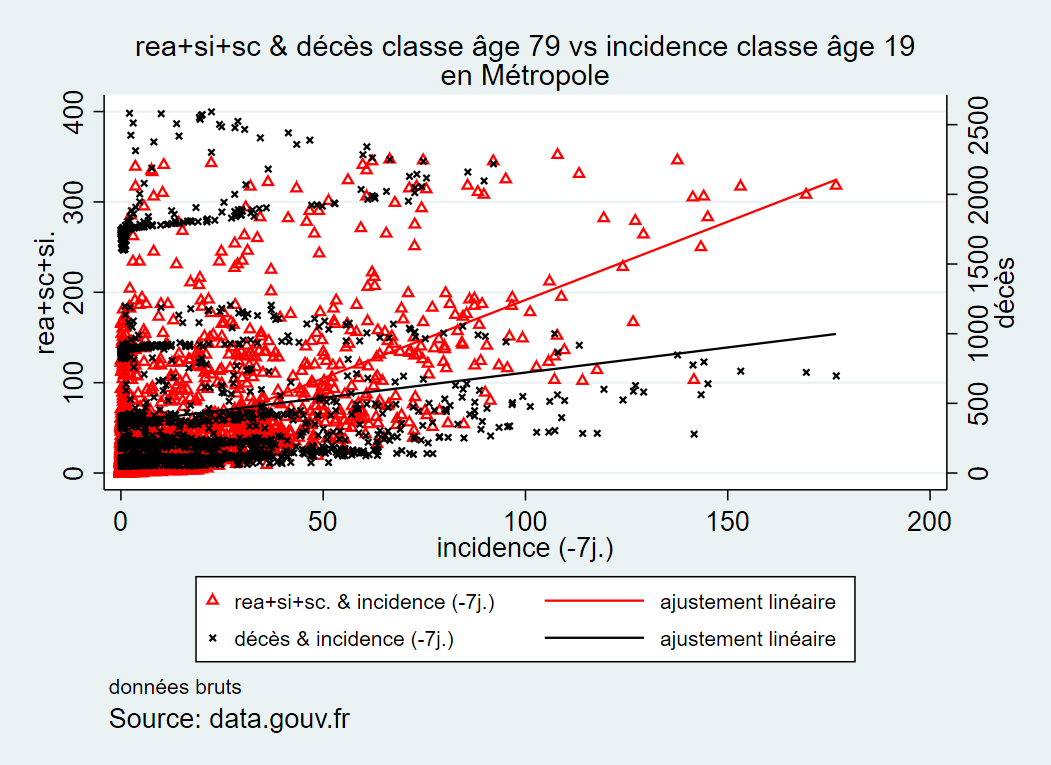 rea+si+sc & décès classe âge 79 vs incidence classe âge 19
en Métropole
rea+sc+si.
400
300
200
100
0
décès
2500
2000
1500
1000
500
0
0 50 100 150 200
incidence (-7j.)
rea+si+sc. & incidence (-7j.) ajustement linéaire
décès & incidence (-7j.) ajustement linéaire
données bruts
Source: data.gouv.fr